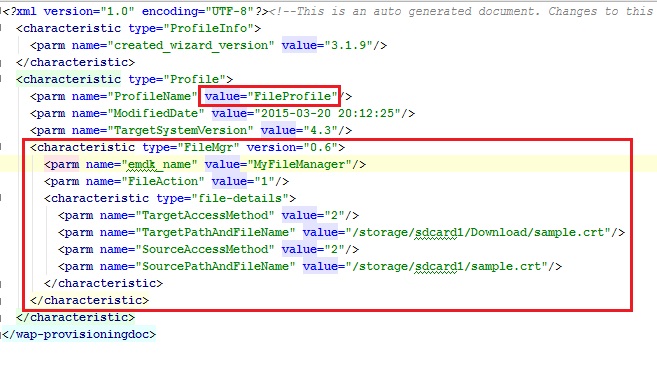 <?xml version="1.0" encoding="UTF-8"?><!--This is an auto generated document. Changes to this
<characteristic type="ProfileInfo">
<parm name="created_wizard_version" value="3.1.9"/>
</characteristic>
<characteristic type="Profile">
<parm name="ProfileName" value="FileProfile"/>
<parm name="ModifiedDate" value="2015-03-20 20:12:25"/>
<parm name="TargetSystemVersion" value="4.3"/>
<characteristic type="FileMgr" version="0.6">
<parm name="emdk_name" value="MyFileManager"/>
<parm name="FileAction" value="1"/>
<characteristic type="file-details">
<parm name="TargetAccessMethod" value="2"/>
<parm name="TargetPathAndFileName" value="/storage/sdcard1/Download/sample.crt"/>
<parm name="SourceAccessMethod" value="2"/>
<parm name="SourcePathAndFileName" value="/storage/sdcard1/sample.crt"/>
</characteristic>
</characteristic>
</characteristic>
</wap-provisioningdoc>